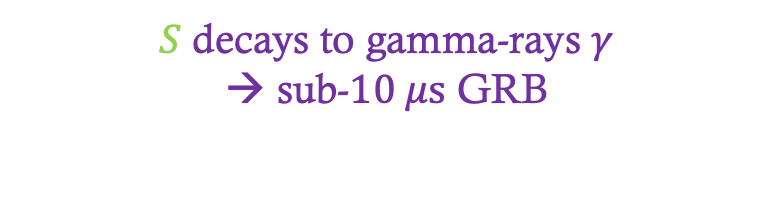 S decays to gamma-rays γ
→ sub-10 μs GRB